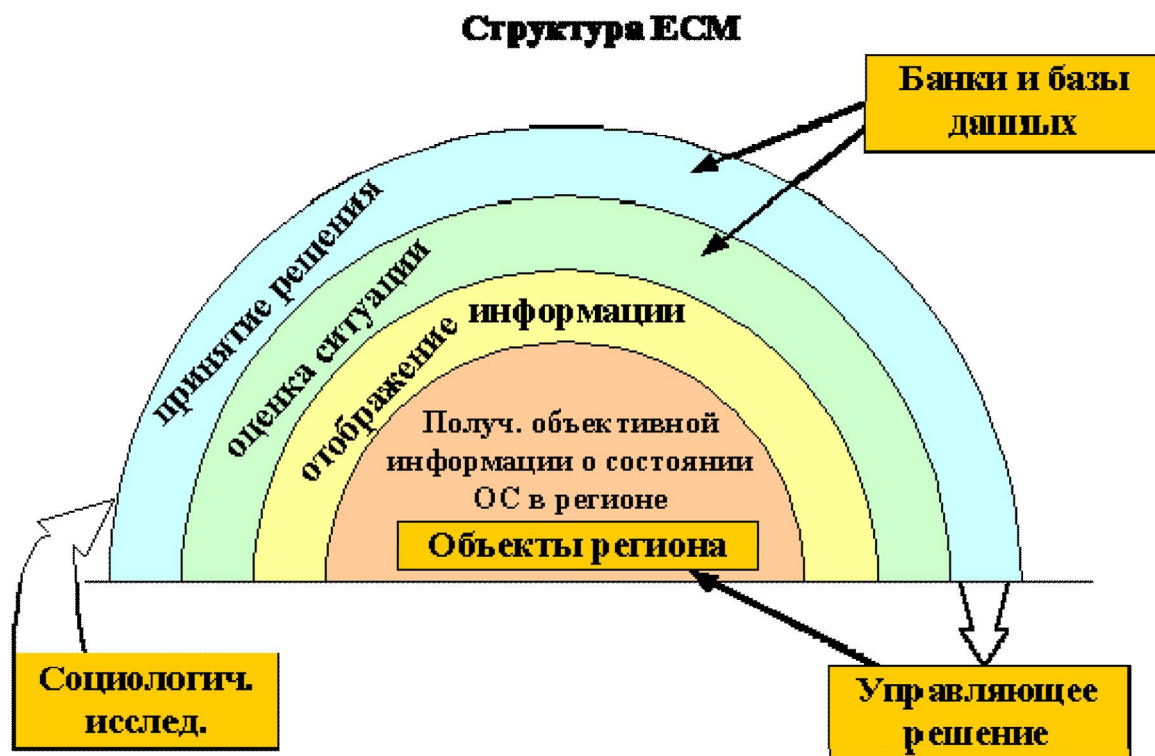 Структура ЕСМ
Банки и базы
данных
принятие решения
оценка ситуации
отображение информации
Получ. объективной
информации о состоянии
ОС в регионе
Объекты региона
Социологич.
исслед.
Управляющее
решение